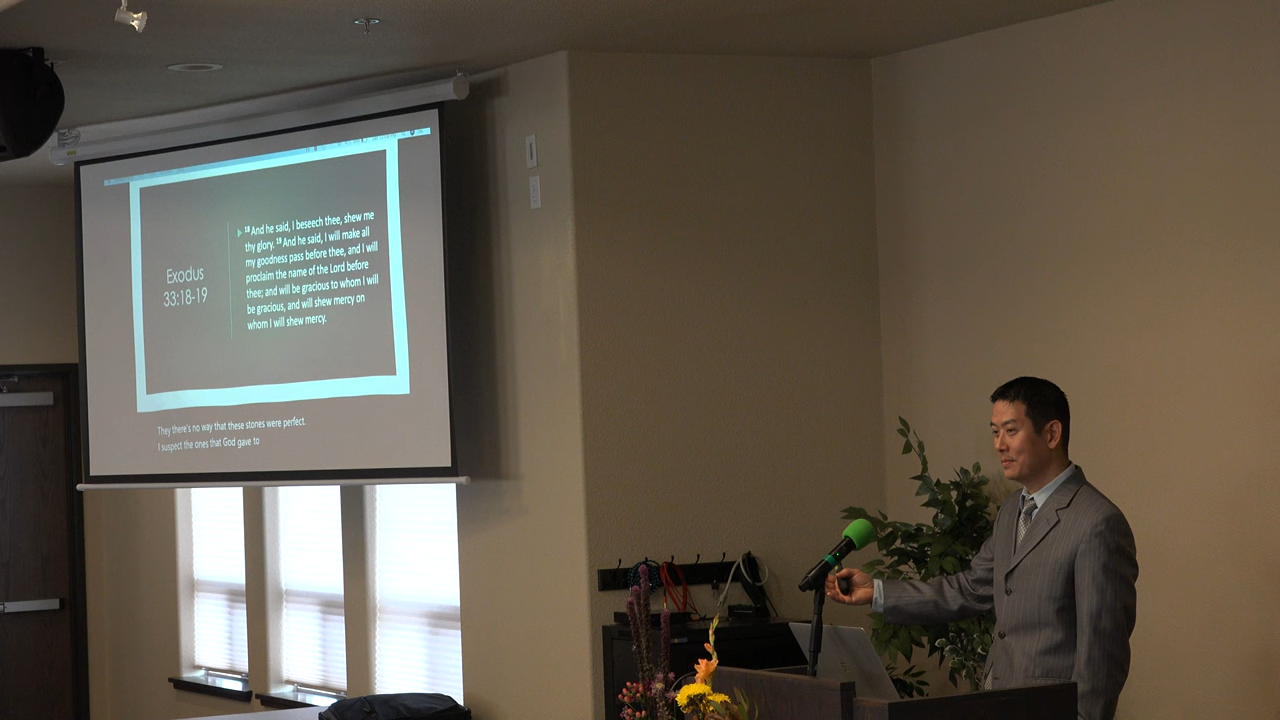 Exodus
33:18-19
18 And he said, I beseech thee, shew me
thy glory. 19 And he said, I will make all
my goodness pass before thee, and I will
proclaim the name of the Lord before
thee; and will be gracious to whom I will
be gracious, and will shew mercy on
whom I will shew mercy.
They there's no way that these stones were perfect.
I suspect the ones that God gave to